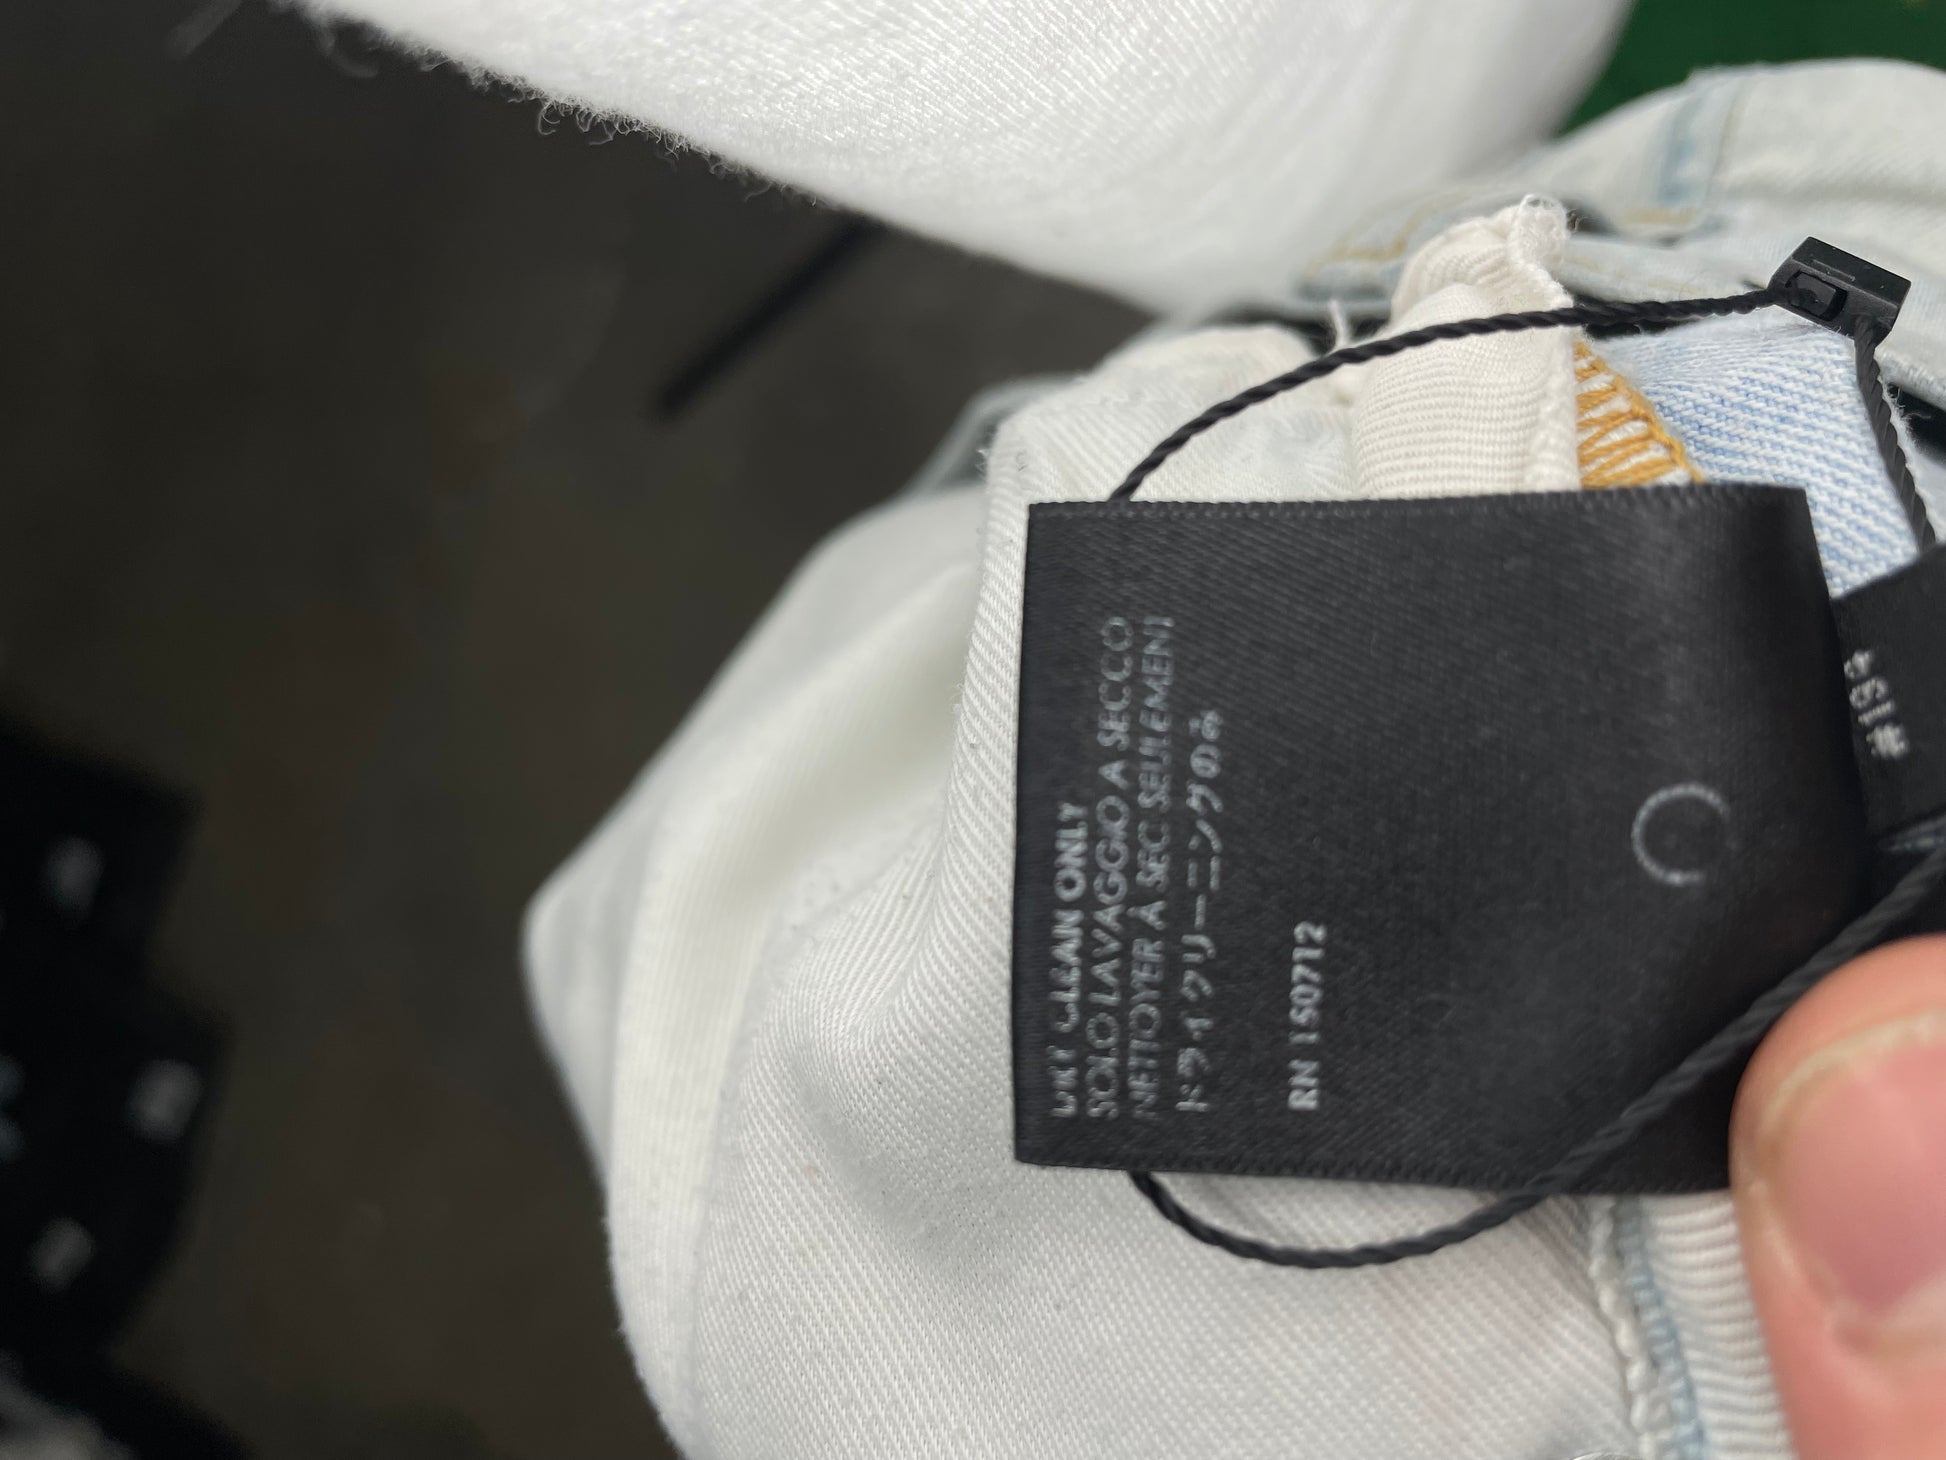 DRY CLEAN ONLY
SOLO LAVAGGIO A SECCO
NETTOYER À SEC SEULEMENT
ドライクリーニングのみ
RN 150712